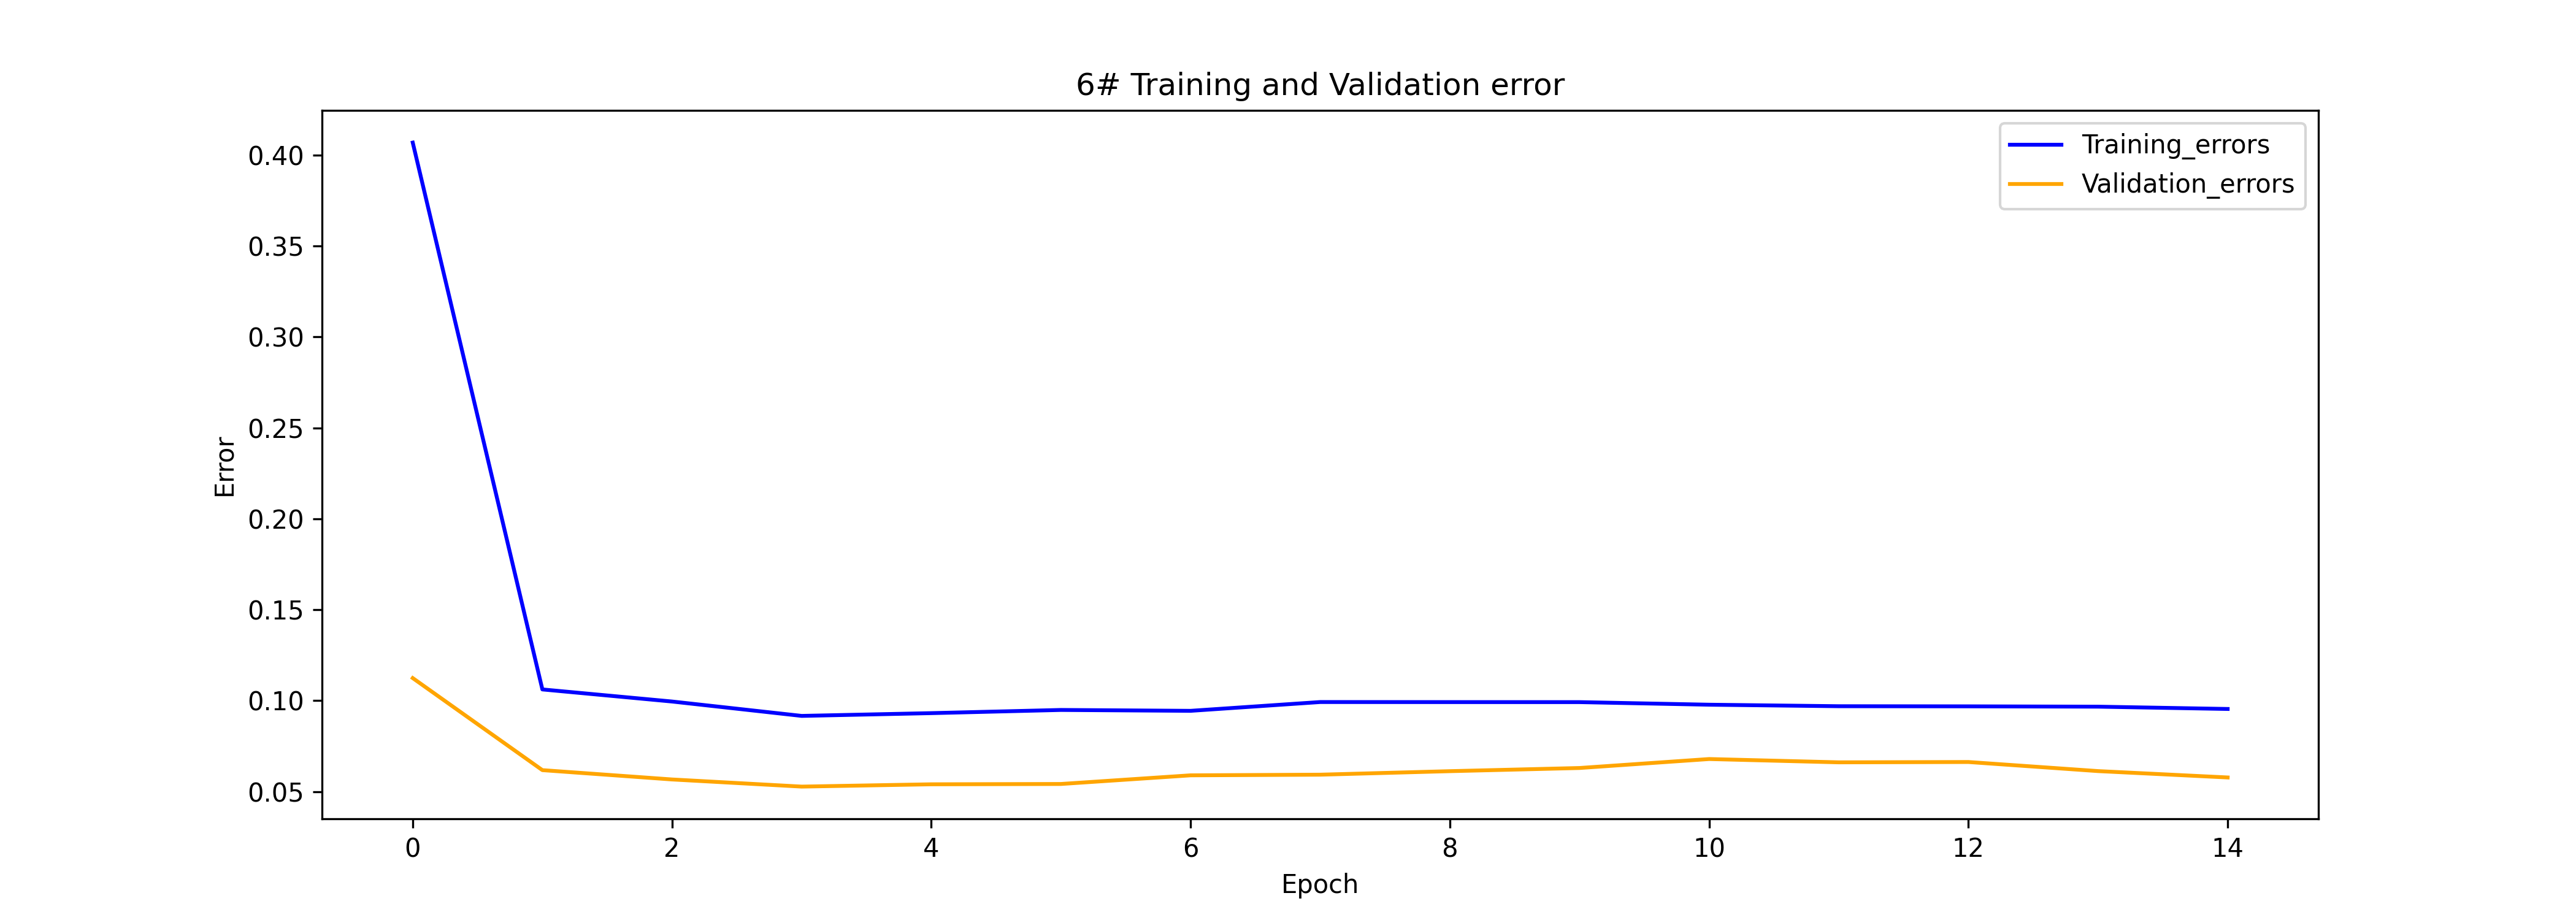 6# Training and Validation error
Training_errors
Validation_errors
0.40
0.35
0.30
0.25
0.20
0.15
0.10
0.05
Error
0 2 4 6 8 10 12 14
Epoch